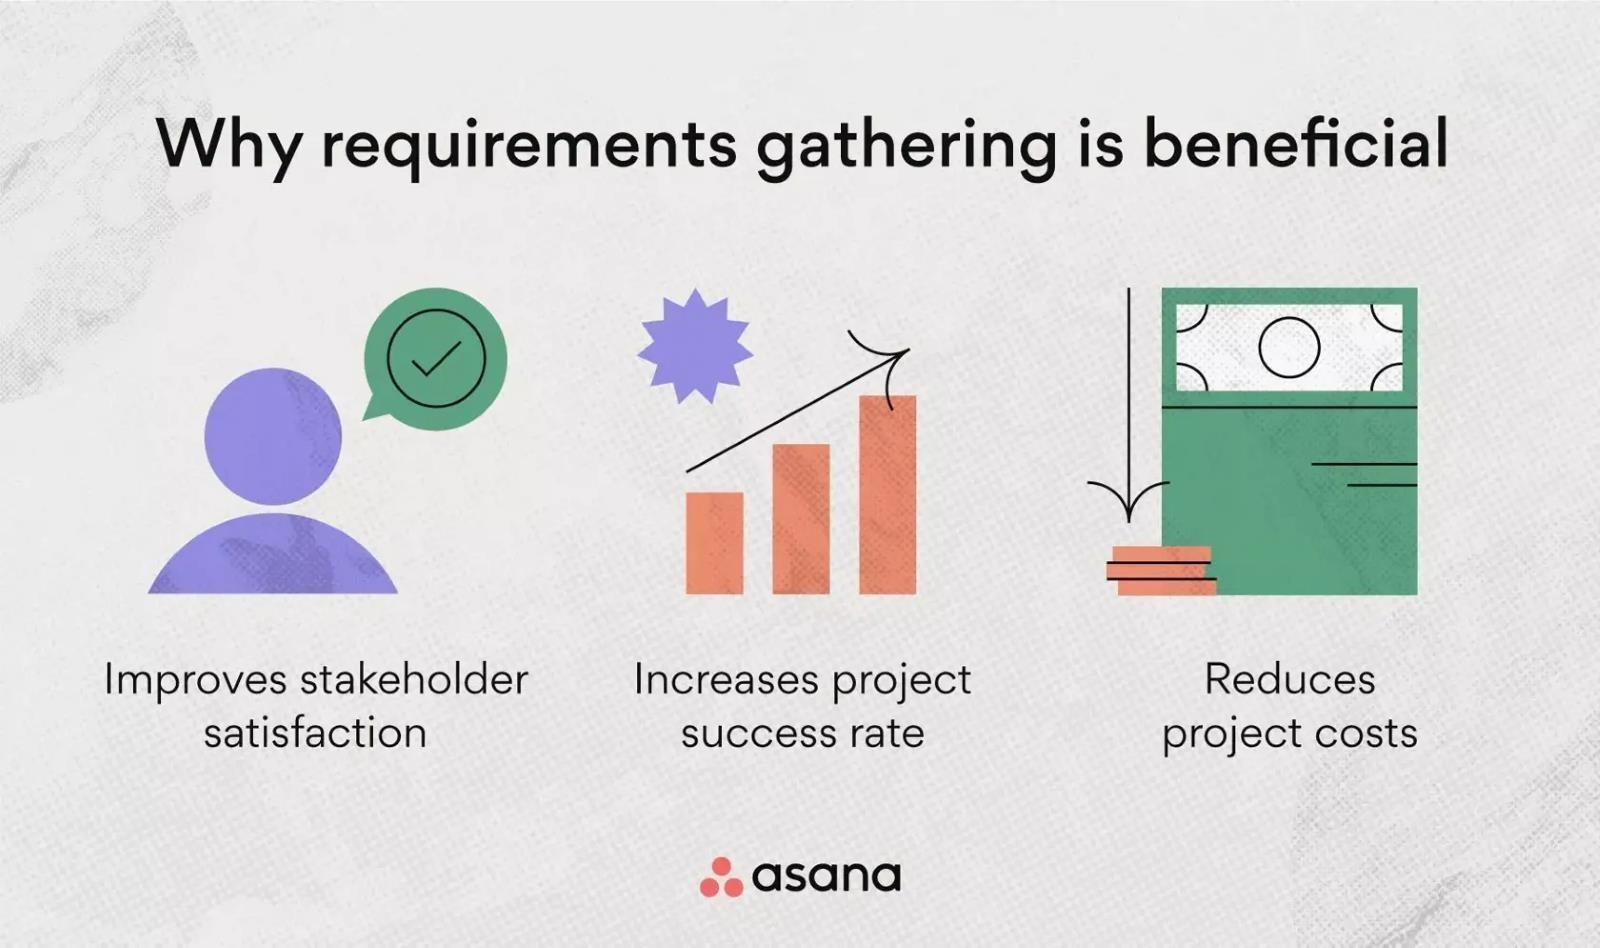 Why requirements gathering is beneficial
Improves stakeholder
satisfaction
Increases project
success rate
Reduces
project costs
asana